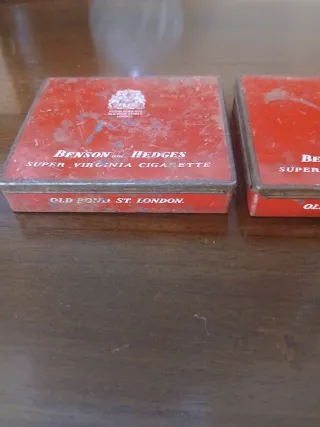 BENSON AND HEDGES
SUPER VIRGINIA CIGARETTE
OLD BOND ST. LONDON.
BE
SUPER
OL